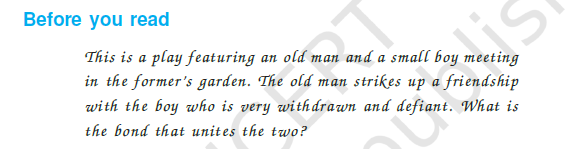 Before you read
This is a play featuring an old man and a small boy meeting
in the former's garden. The old man strikes up a friendship
with the boy who is very withdrawn and defiant. What is
the bond that unites the two?